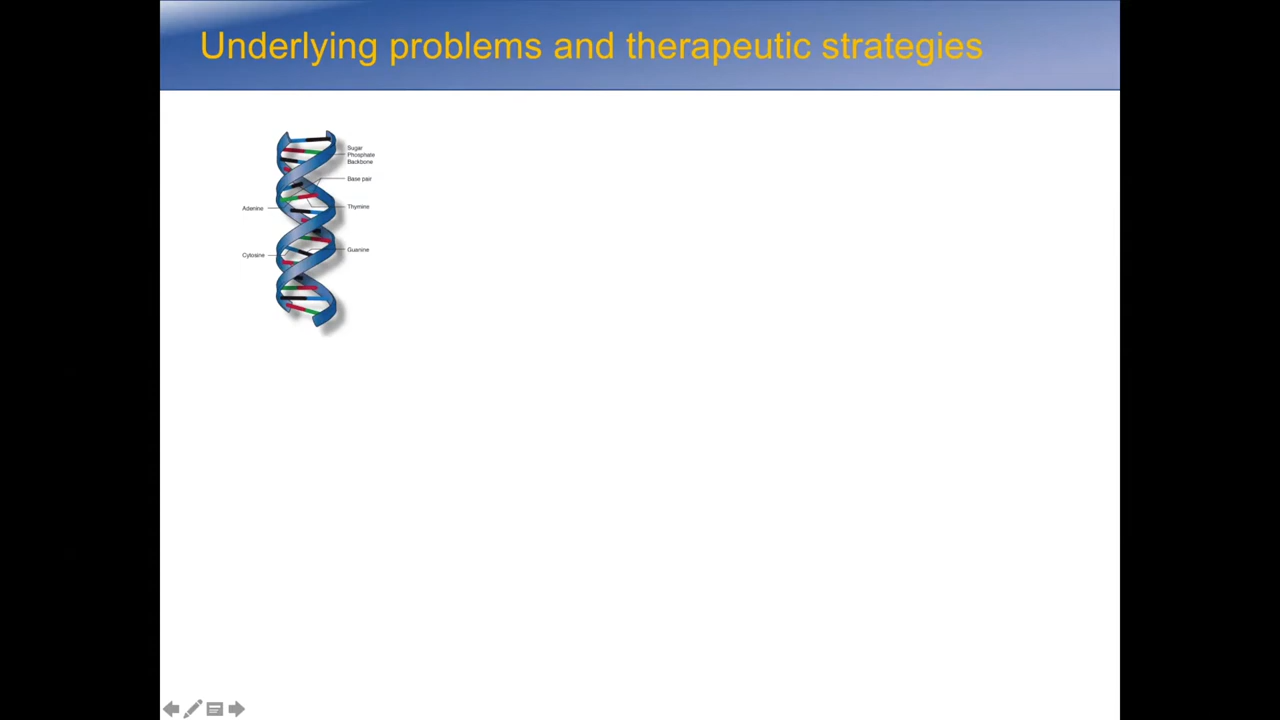 Underlying problems and therapeutic strategies
Sugar
Phosphate
Backbone
Base pair
Adenine
Thymine
Guanine
Cytosine